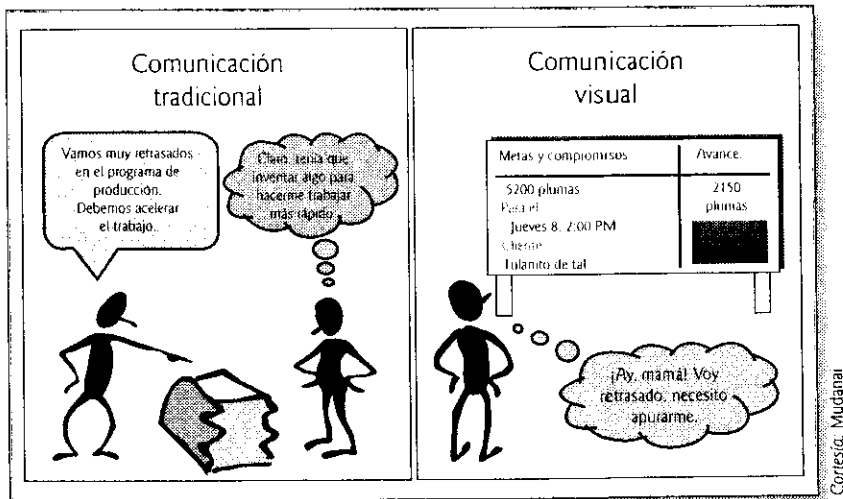 Comunicación
tradicional
Vamos muy retrasados
en el programa de
producción.
Debemos acelerar
el trabajo.
Claro, tenía que
inventar algo para
hacerme trabajar
más rápido
Comunicación
visual
Metas y compromisos
Avance.
5200 plumas
2150
Para el
plumas
Jueves 8, 2:00 PM
Cliente
Fulanito de tal
¡Ay, mamá! Voy
retrasado, necesito
apurarme.
Cortesía: Mudanai